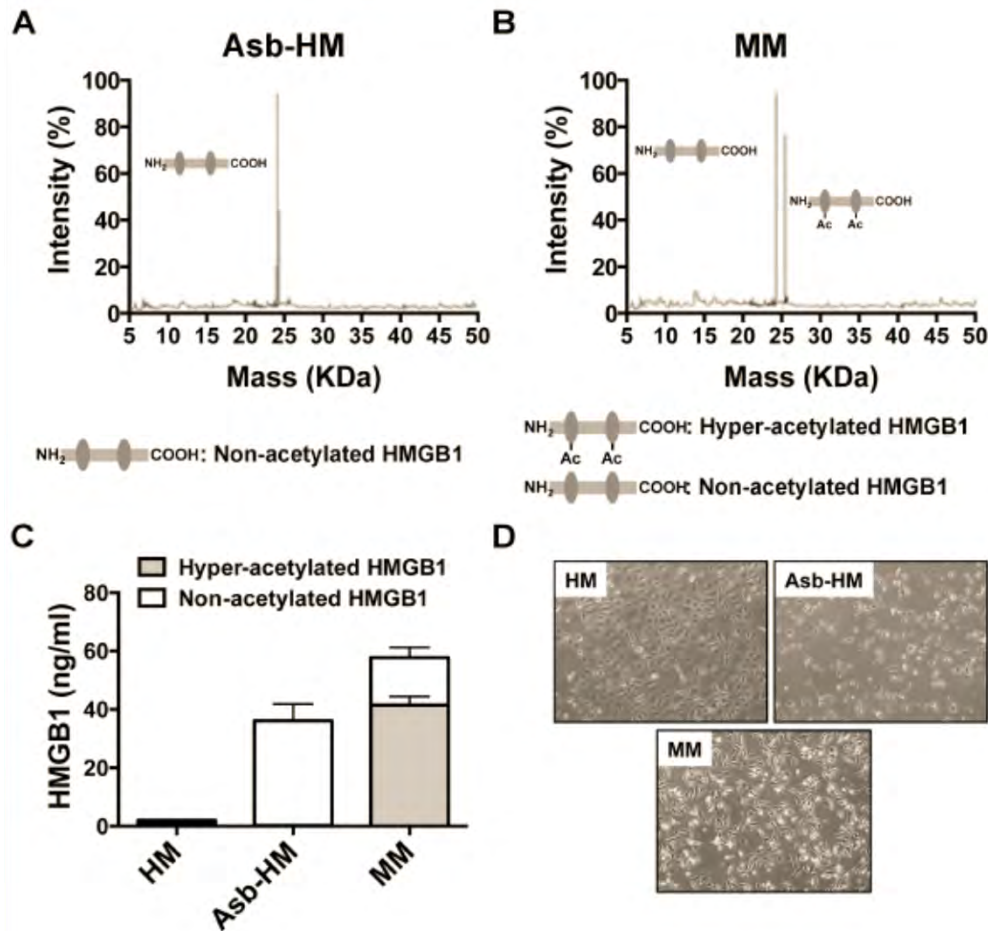 A
Asb-HM
Intensity (%)
100
80
60
40
20
0
NH2 COOH
5 10 15 20 25 30 35 40 45 50
Mass (KDa)
NH2 COOH: Non-acetylated HMGB1
B
MM
Intensity (%)
100
80
60
40
20
0
NH2 COOH
NH2 COOH
Ac Ac
5 10 15 20 25 30 35 40 45 50
Mass (KDa)
NH2 COOH: Hyper-acetylated HMGB1
Ac Ac
NH2 COOH: Non-acetylated HMGB1
C
Hyper-acetylated HMGB1
Non-acetylated HMGB1
HMGB1 (ng/ml)
80
60
40
20
0
HM
Asb-HM
MM
D
HM
Asb-HM
MM